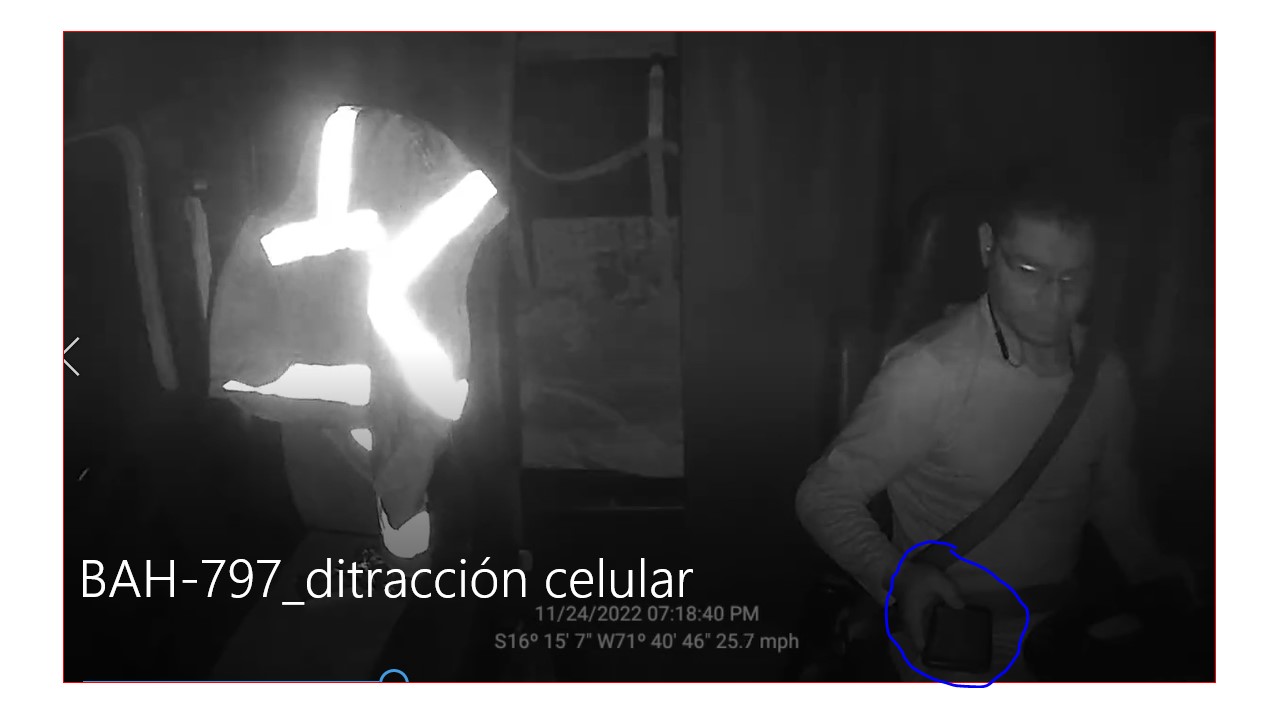 BAH-797_ditracción celular
11/24/2022 07:18:40 PM
S16º 15' 7" W71º 40' 46" 25.7 mph